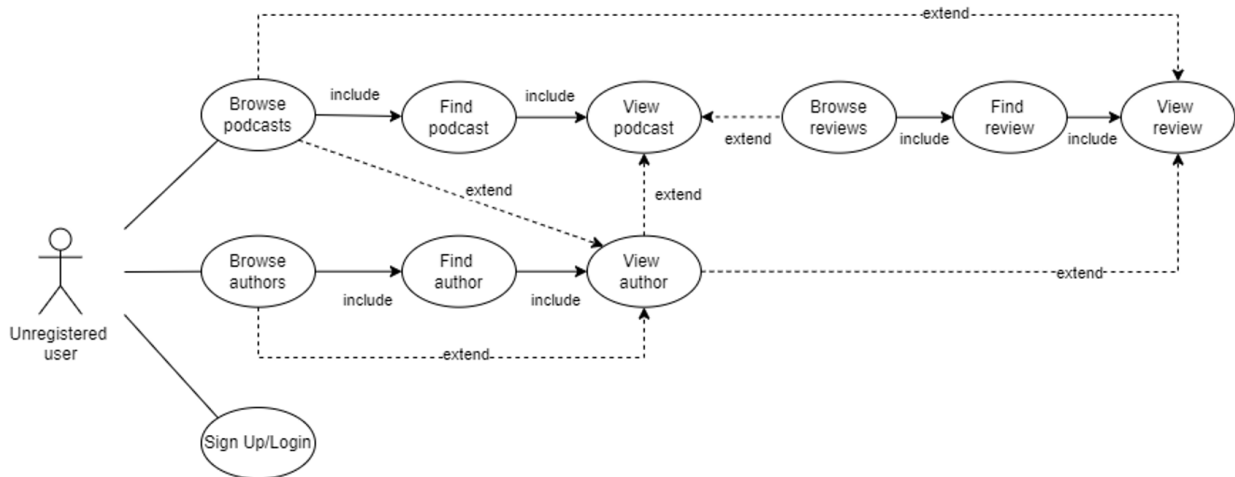 extend
Browse
podcasts
include
Find
podcast
include
View
podcast
extend
Browse
reviews
include
Find
review
include
View
review
extend
extend
extend
Unregistered
user
Browse
authors
include
Find
author
include
View
author
extend
Sign Up/Login